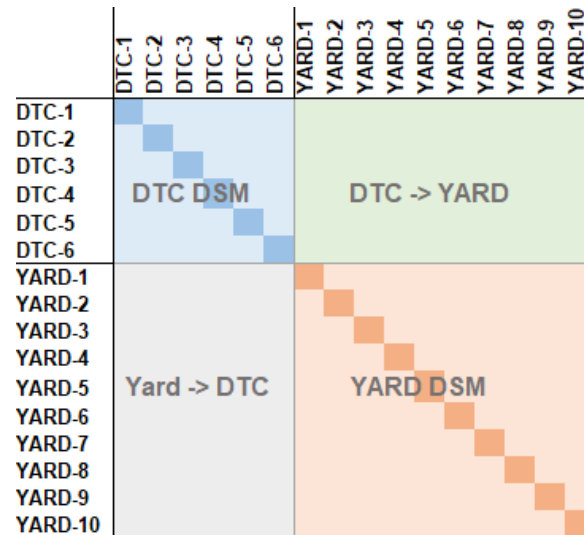 DTC-1
DTC-2
DTC-3
DTC-4
DTC-5
DTC-6
YARD-1
YARD-2
YARD-3
YARD-4
YARD-5
YARD-6
YARD-7
YARD-8
YARD-9
YARD-10
DTC-1
DTC-2
DTC-3
DTC-4
DTC DSM
DTC -> YARD
DTC-5
DTC-6
YARD-1
YARD-2
YARD-3
YARD-4
YARD-5
Yard -> DTC
YARD DSM
YARD-6
YARD-7
YARD-8
YARD-9
YARD-10